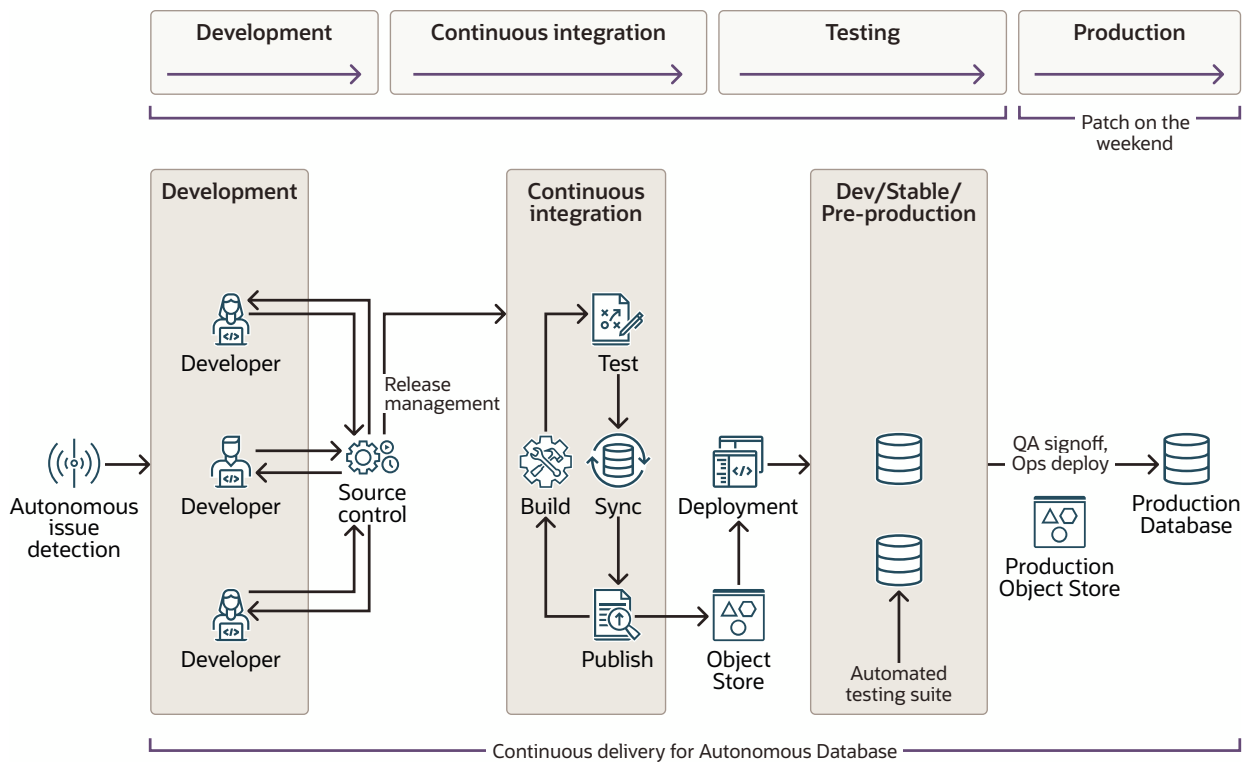 Development
Continuous integration
Testing
Production
Patch on the
weekend
Development
Continuous
integration
Dev/Stable/
Pre-production
Developer
Test
Release
management
Autonomous
issue
detection
Developer
Source
control
Build
Sync
Deployment
QA signoff,
Ops deploy
Production
Database
Production
Object Store
Developer
Publish
Object
Store
Automated
testing suite
Continuous delivery for Autonomous Database